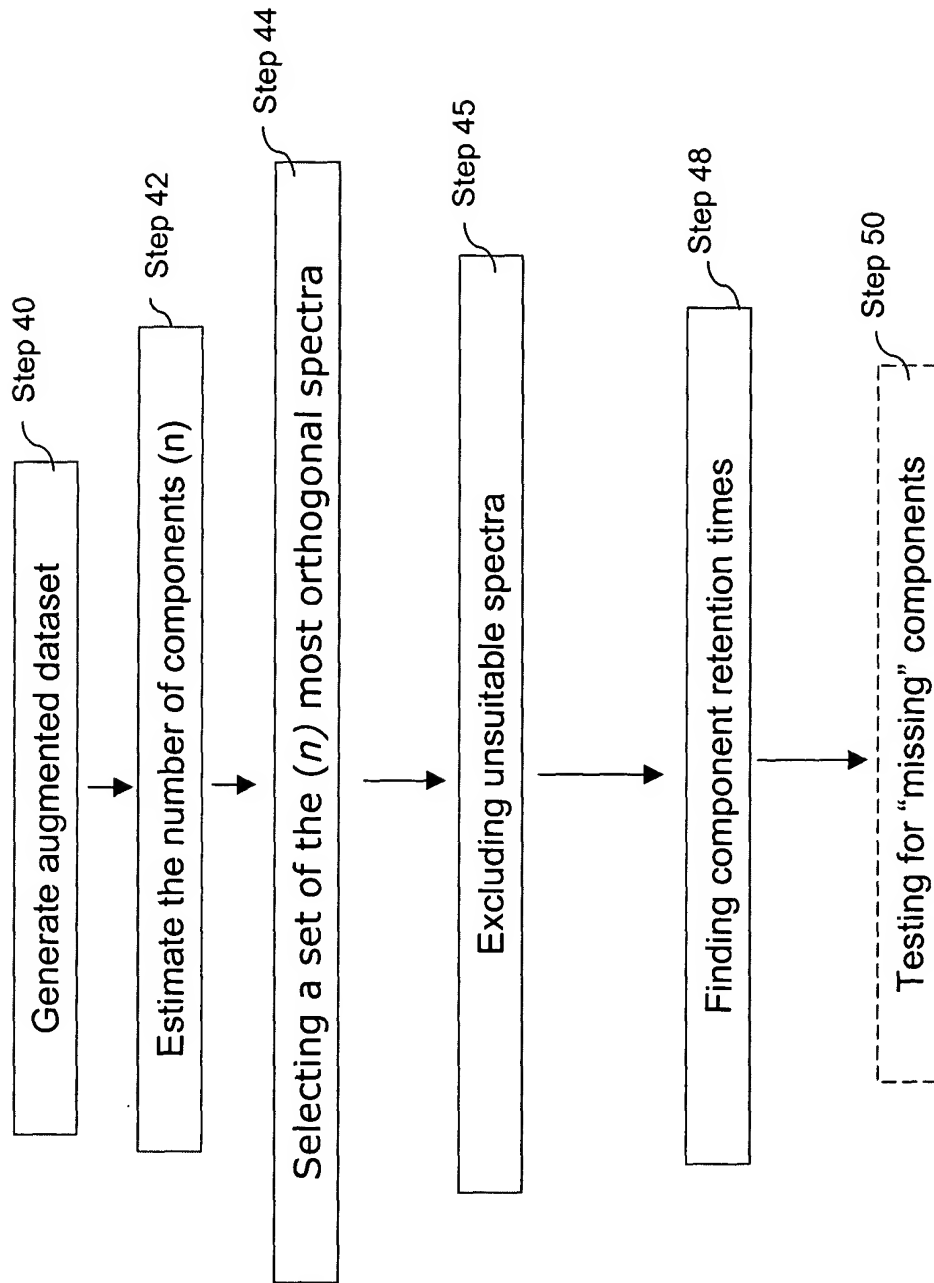 Generate augmented dataset
Step 40
Estimate the number of components (n)
Step 42
Selecting a set of the (n) most orthogonal spectra
Step 44
Excluding unsuitable spectra
Step 45
Finding component retention times
Step 48
Testing for “missing” components
Step 50